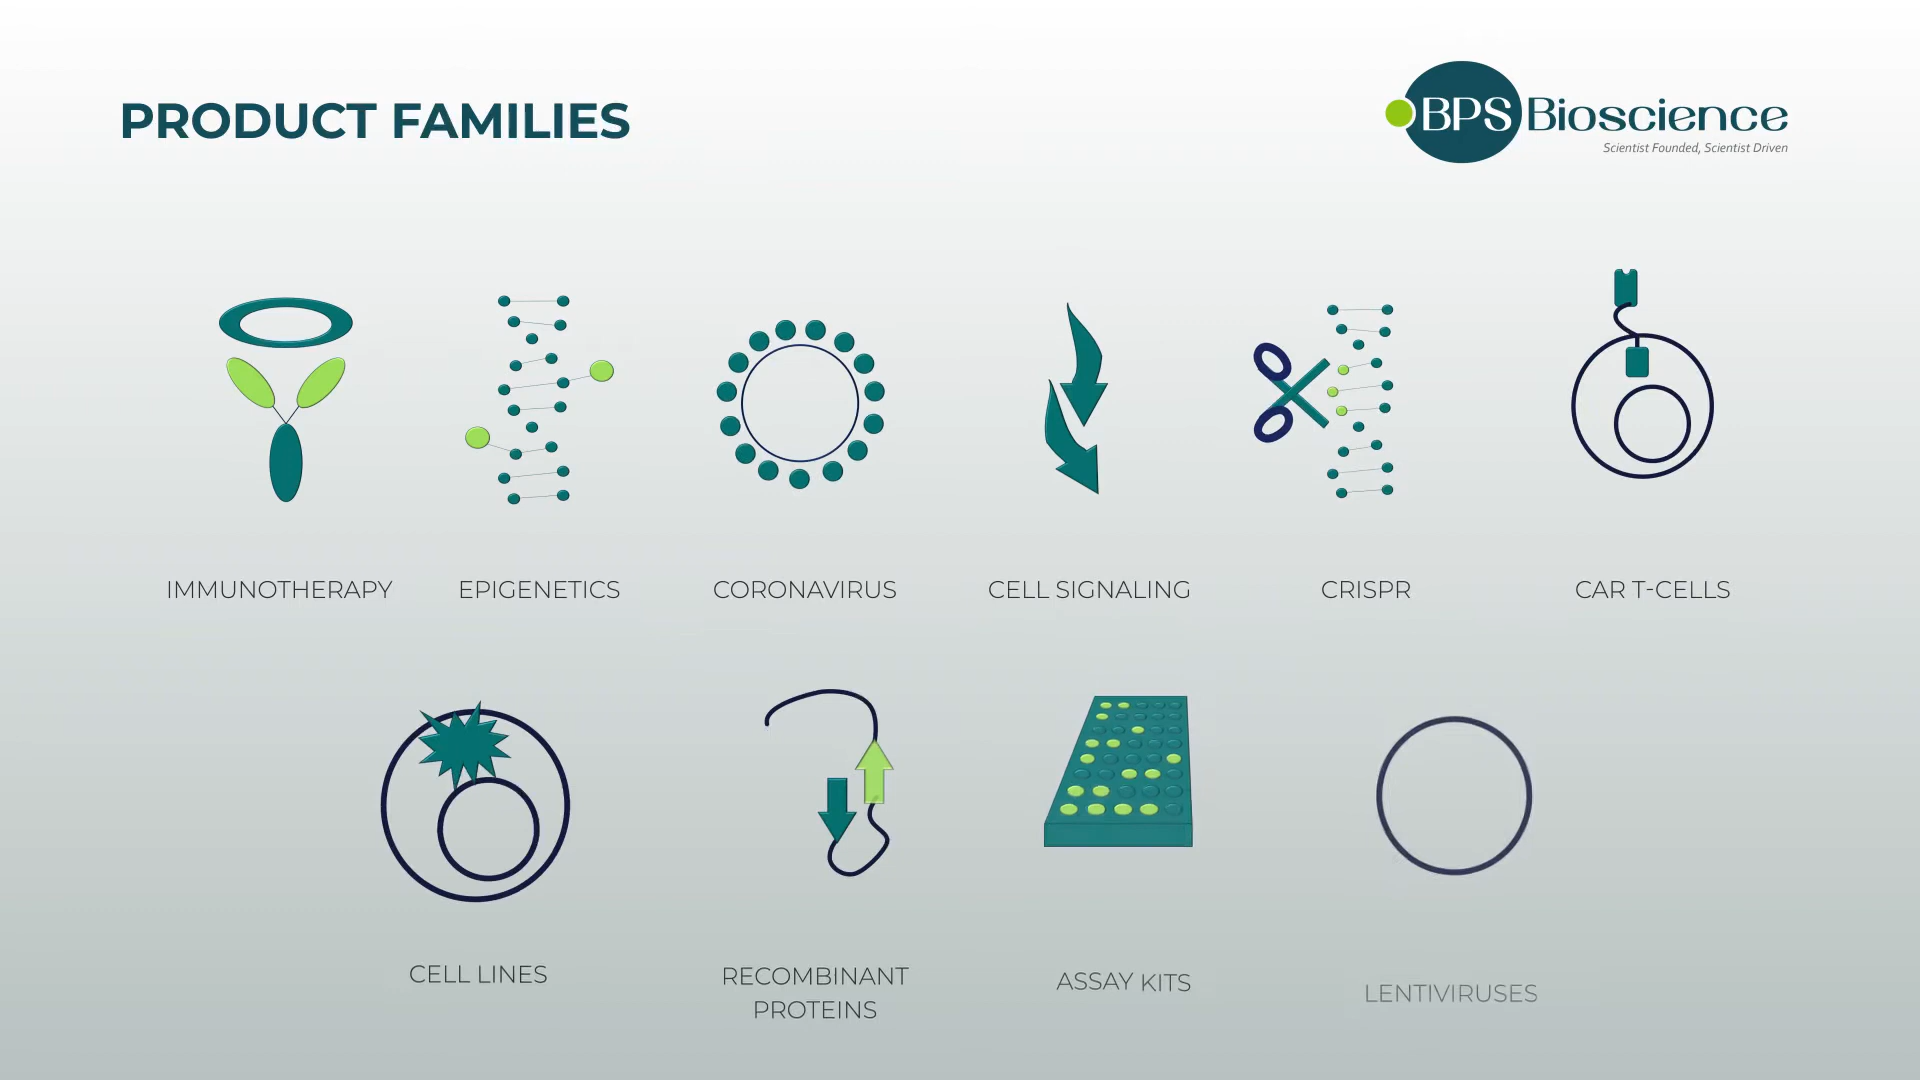 PRODUCT FAMILIES
BPS Bioscience
Scientist Founded, Scientist Driven
IMMUNOTHERAPY
EPIGENETICS
CORONAVIRUS
CELL SIGNALING
CRISPR
CAR T-CELLS
CELL LINES
RECOMBINANT
PROTEINS
ASSAY KITS
LENTIVIRUSES